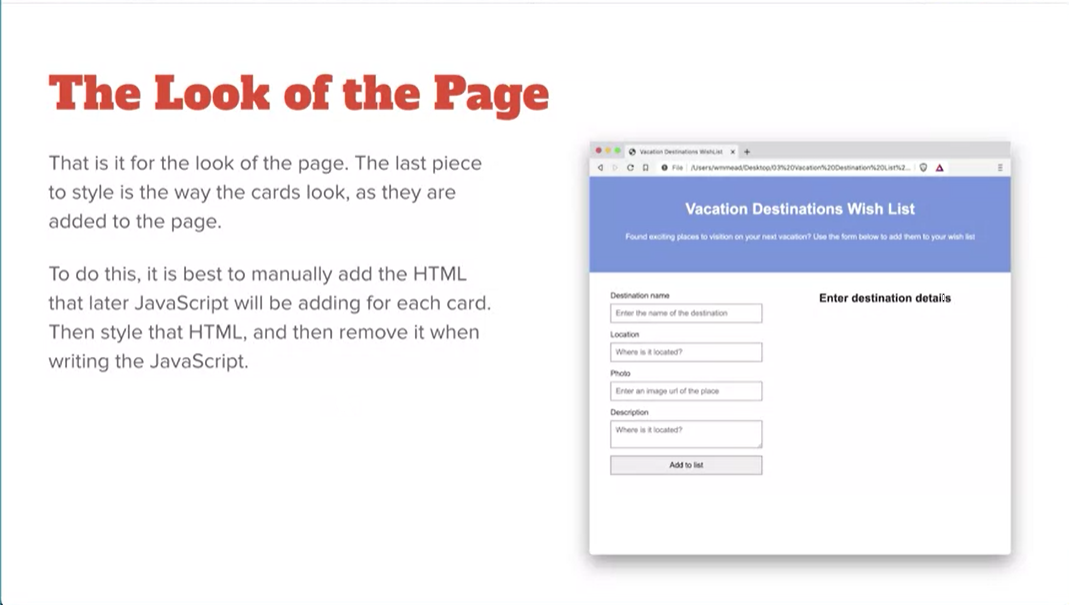 The Look of the Page
That is it for the look of the page. The last piece
to style is the way the cards look, as they are
added to the page.
To do this, it is best to manually add the HTML
that later JavaScript will be adding for each card.
Then style that HTML, and then remove it when
writing the JavaScript.
Vacation Destinations WishList
File /Users/wmmead/Desktop/03%20Vacation%20Destination%20List%2...
Vacation Destinations Wish List
Found exciting places to visition on your next vacation? Use the form below to add them to your wish list
Destination name
Enter the name of the destination
Location
Where is it located?
Photo
Enter an image url of the place
Description
Where is it located?
Add to list
Enter destination details